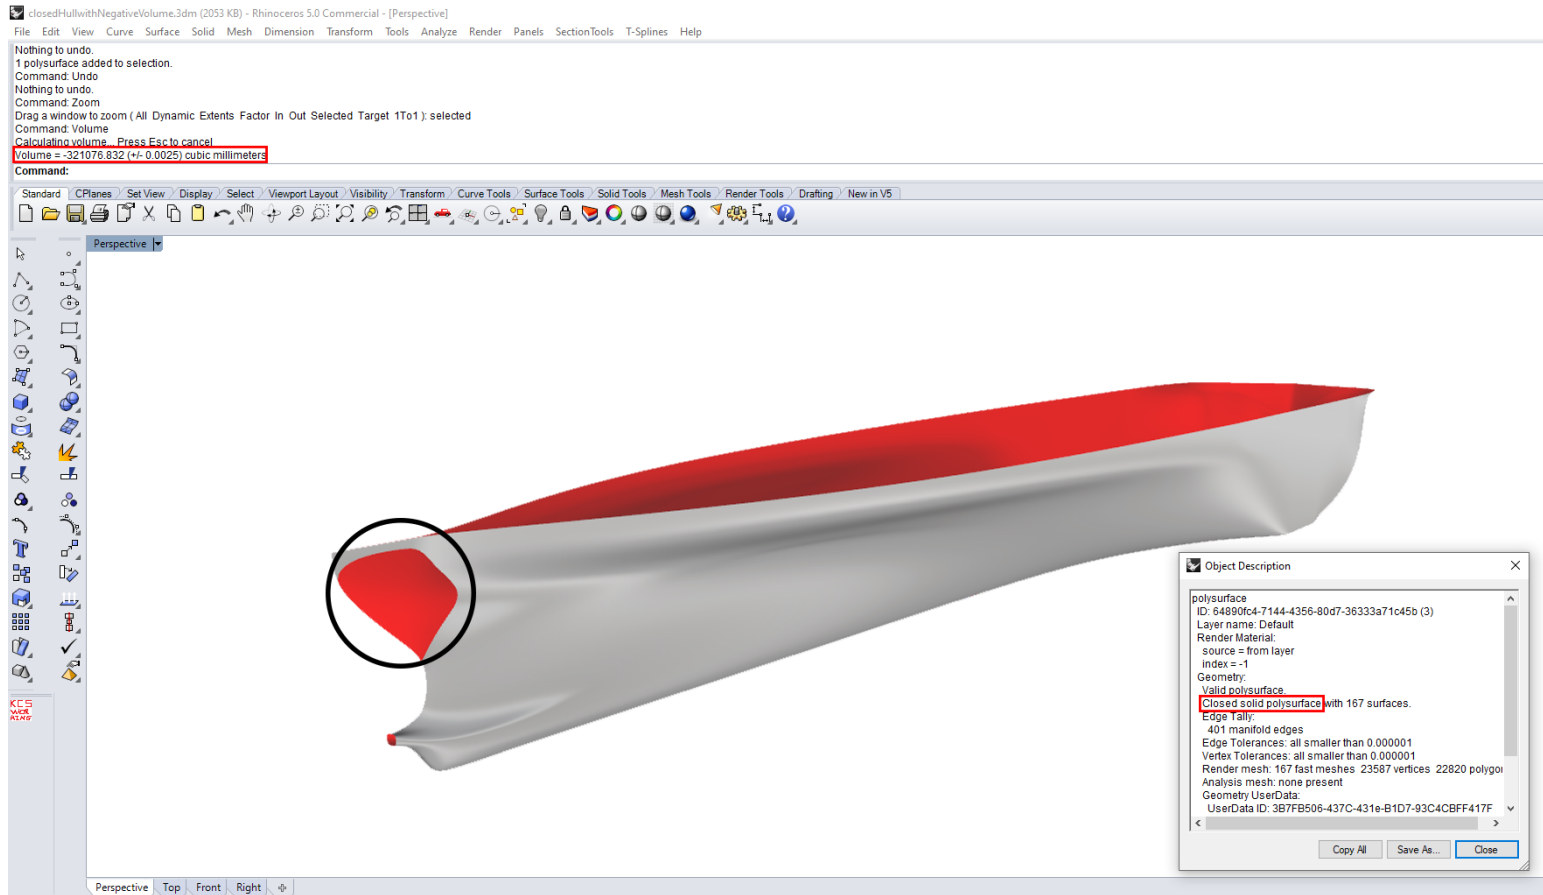 closedHullwithNegativeVolume.3dm (2053 KB) - Rhinoceros 5.0 Commercial - [Perspective]
File Edit View Curve Surface Solid Mesh Dimension Transform Tools Analyze Render Panels SectionTools T-Splines Help
Nothing to undo.
1 polysurface added to selection.
Command: Undo
Nothing to undo.
Command: Zoom
Drag a window to zoom ( All Dynamic Extents Factor In Out Selected Target 1To1 ): selected
Command: Volume
Calculating volume... Press Esc to cancel
Volume = -321076.832 (+/- 0.0025) cubic millimeters
Command:
Standard CPlanes Set View Display Select Viewport Layout Visibility Transform Curve Tools Surface Tools Solid Tools Mesh Tools Render Tools Drafting New in V5
Perspective
KCS
WOR
KING
Object Description
polysurface
ID: 64890fc4-7144-4356-80d7-36333a71c45b (3)
Layer name: Default
Render Material:
source = from layer
index = -1
Geometry:
Valid polysurface.
Closed solid polysurface with 167 surfaces.
Edge Tally:
401 manifold edges
Edge Tolerances: all smaller than 0.000001
Vertex Tolerances: all smaller than 0.000001
Render mesh: 167 fast meshes 23587 vertices 22820 polygo
Analysis mesh: none present
Geometry UserData:
UserData ID: 3B7FB506-437C-431e-B1D7-93C4CBFF417F
Copy All Save As... Close
Perspective Top Front Right